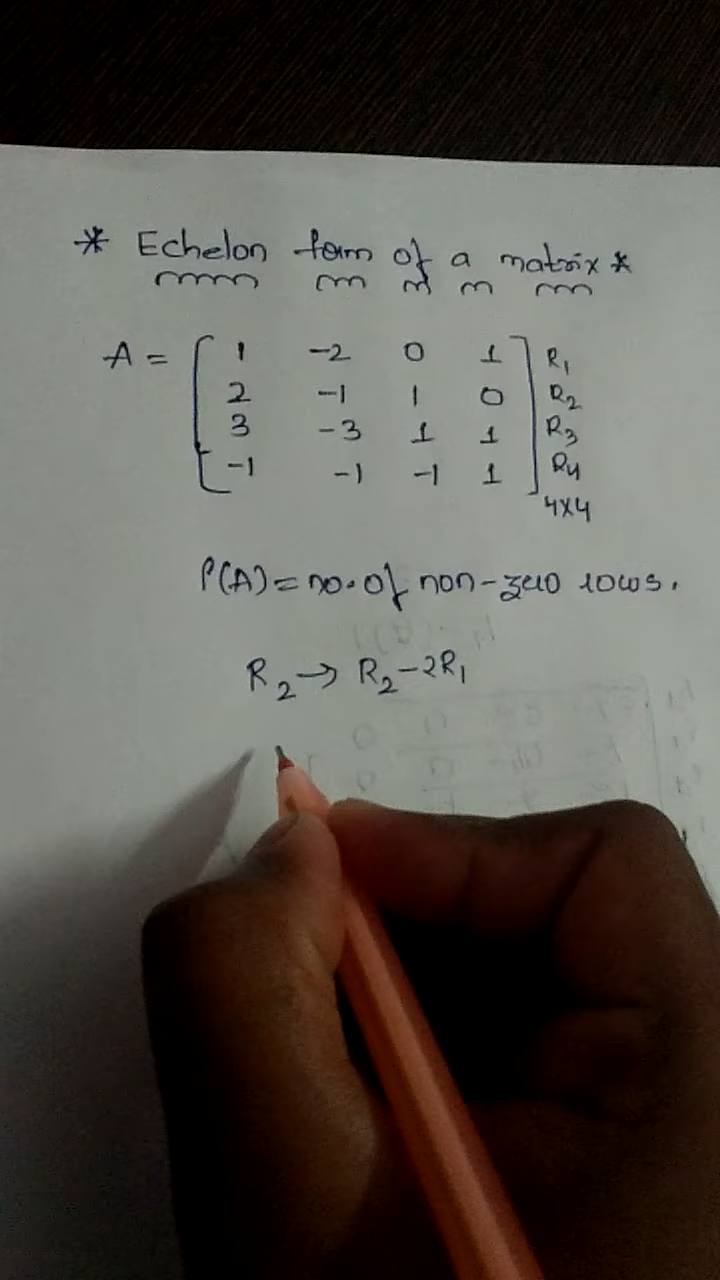 * Echelon form of a matrix *
A = [ 1 -2 0 1 ] R1
2 -1 1 0 R2
3 -3 1 1 R3
-1 -1 -1 1 R4
4x4
ρ(A) = no. of non-zero rows.
R2 → R2-2R1